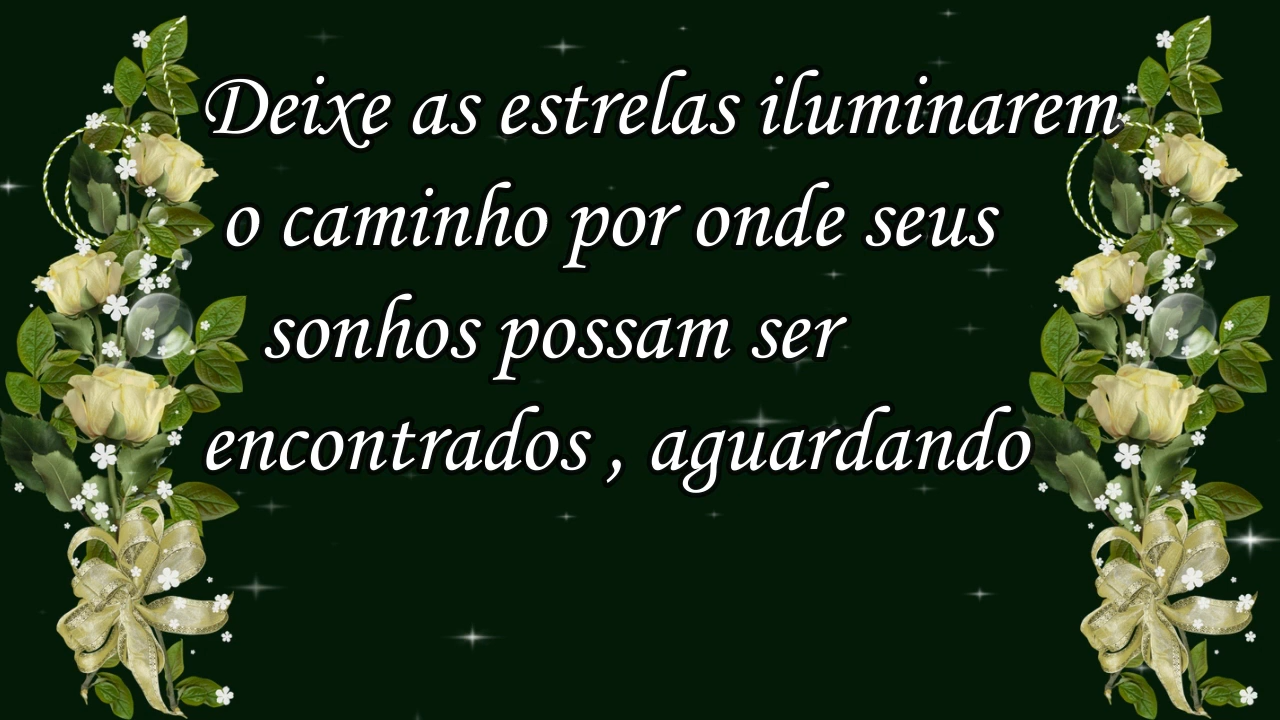 Deixe as estrelas iluminarem
o caminho por onde seus
sonhos possam ser
encontrados , aguardando